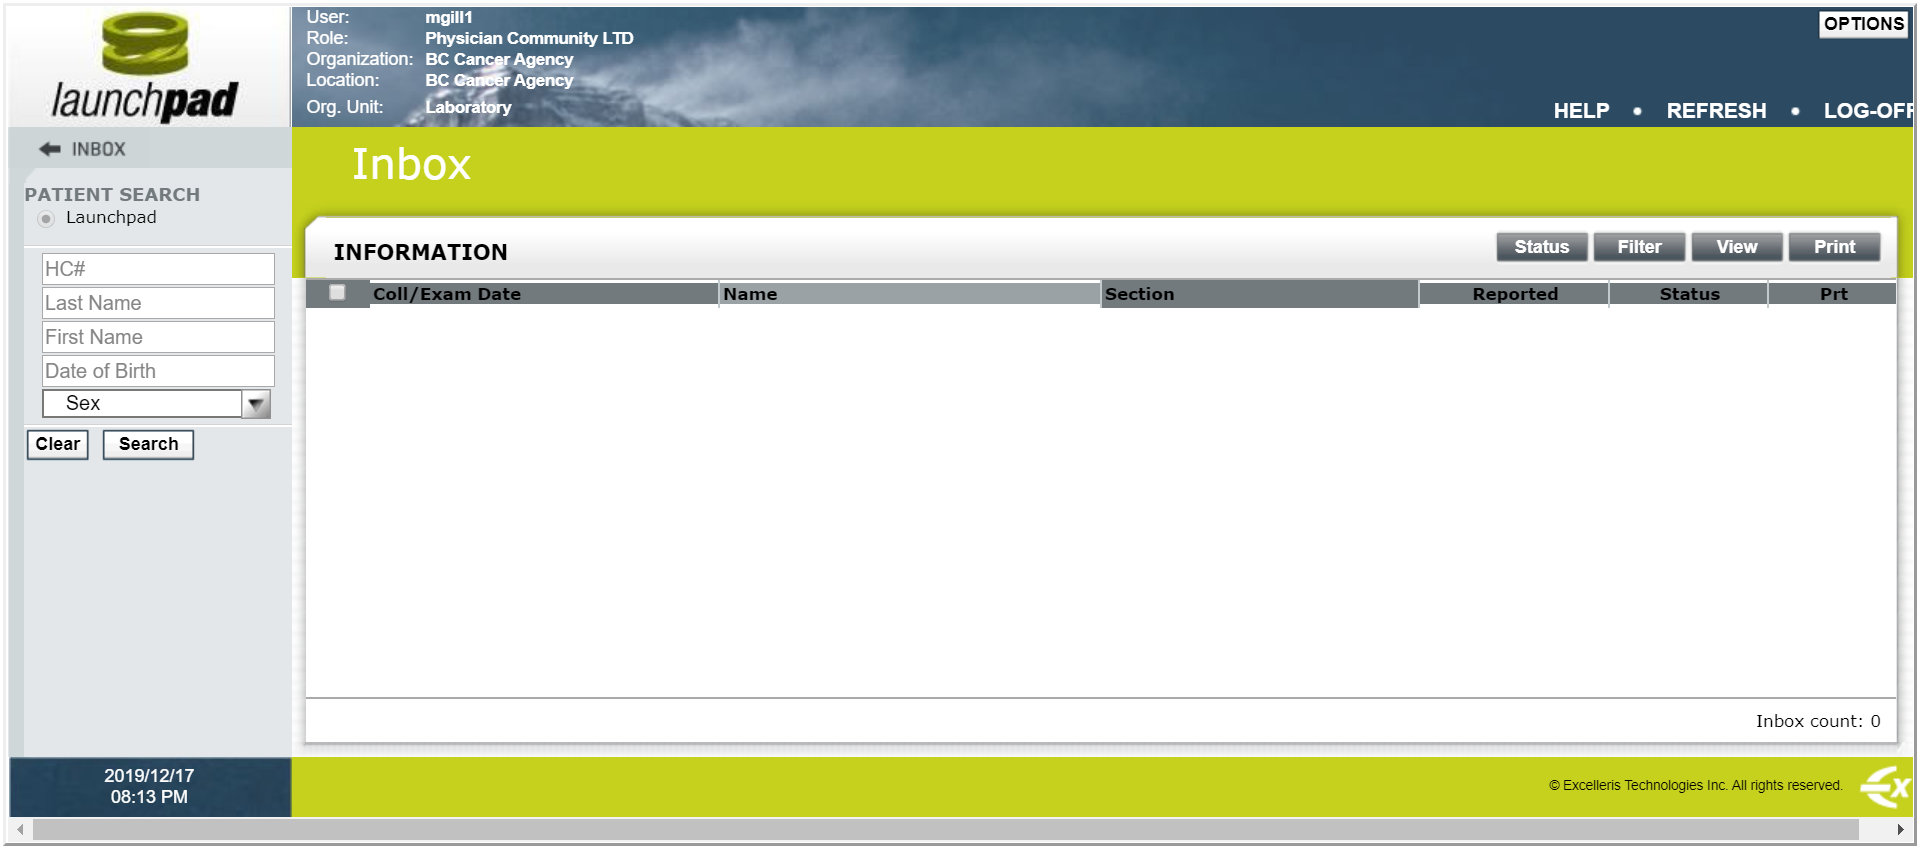 launchpad
User: mgill1
Role: Physician Community LTD
Organization: BC Cancer Agency
Location: BC Cancer Agency
Org. Unit: Laboratory
OPTIONS
HELP • REFRESH • LOG-OFF
INBOX
PATIENT SEARCH
Launchpad
HC#
Last Name
First Name
Date of Birth
Sex
Clear Search
Inbox
INFORMATION
Status Filter View Print
Coll/Exam Date Name Section Reported Status Prt
Inbox count: 0
2019/12/17
08:13 PM
© Excelleris Technologies Inc. All rights reserved.